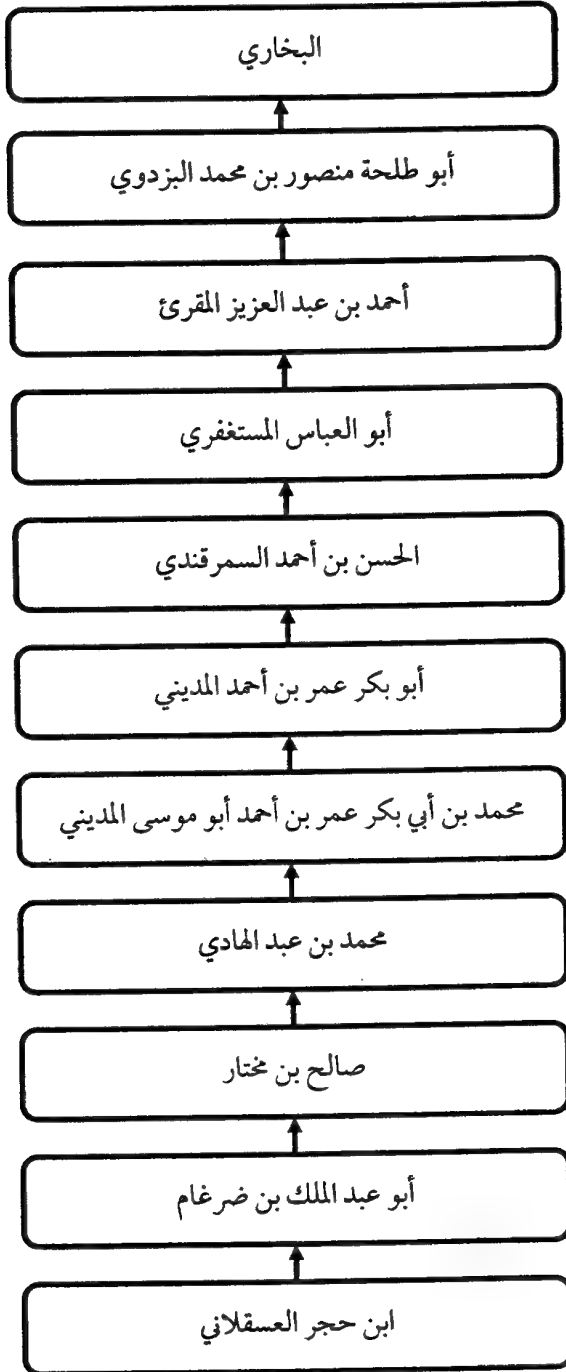 البخاري
أبو طلحة منصور بن محمد البزدوي
أحمد بن عبد العزيز المقرئ
أبو العباس المستغفري
الحسن بن أحمد السمرقندي
أبو بكر عمر بن أحمد المديني
محمد بن أبي بكر عمر بن أحمد أبو موسى المديني
محمد بن عبد الهادي
صالح بن مختار
أبو عبد الملك بن ضرغام
ابن حجر العسقلاني